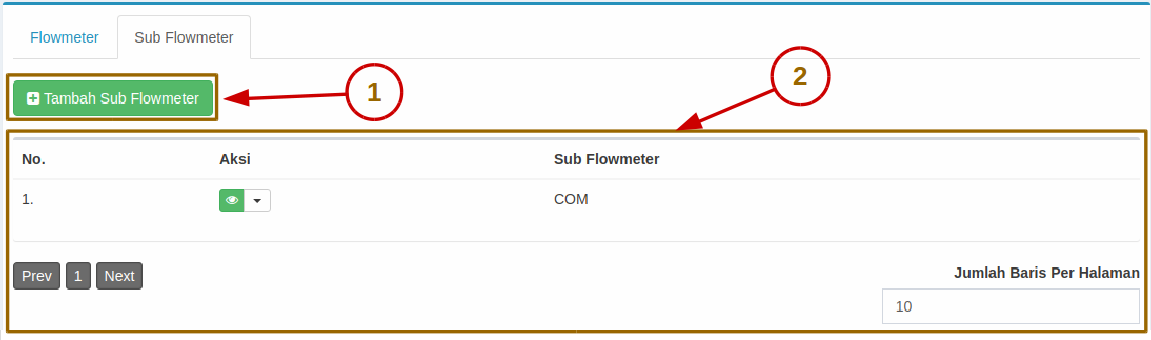 Flowmeter Sub Flowmeter
Tambah Sub Flowmeter
1
2
No. Aksi Sub Flowmeter
1. COM
Prev 1 Next
Jumlah Baris Per Halaman
10